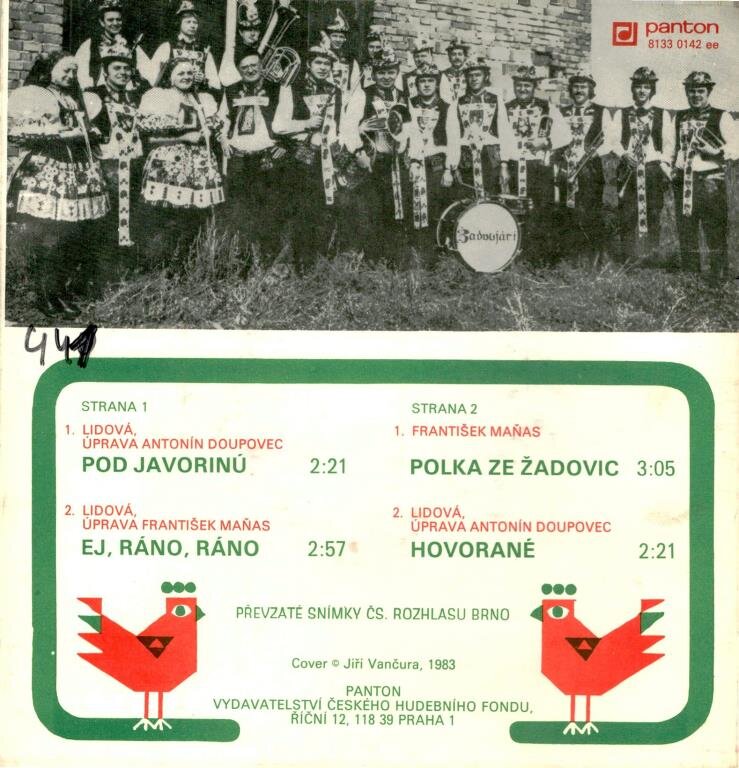 panton
8133 0142 ee
Žadovjáci
441
STRANA 1
1. LIDOVÁ,
ÚPRAVA ANTONÍN DOUPOVEC
POD JAVORINÚ 2:21
2. LIDOVÁ,
ÚPRAVA FRANTIŠEK MAŇAS
EJ, RÁNO, RÁNO 2:57
STRANA 2
1. FRANTIŠEK MAŇAS
POLKA ZE ŽADOVIC 3:05
2. LIDOVÁ,
ÚPRAVA ANTONÍN DOUPOVEC
HOVORANÉ 2:21
PŘEVZATÉ SNÍMKY ČS. ROZHLASU BRNO
Cover © Jiří Vančura, 1983
PANTON
VYDAVATELSTVÍ ČESKÉHO HUDEBNÍHO FONDU,
ŘÍČNÍ 12, 118 39 PRAHA 1